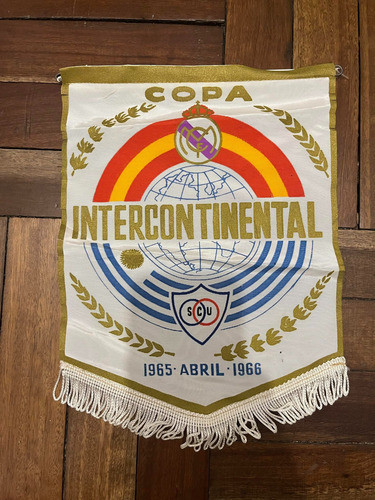 COPA
INTERCONTINENTAL
SCU
1965-ABRIL-1966